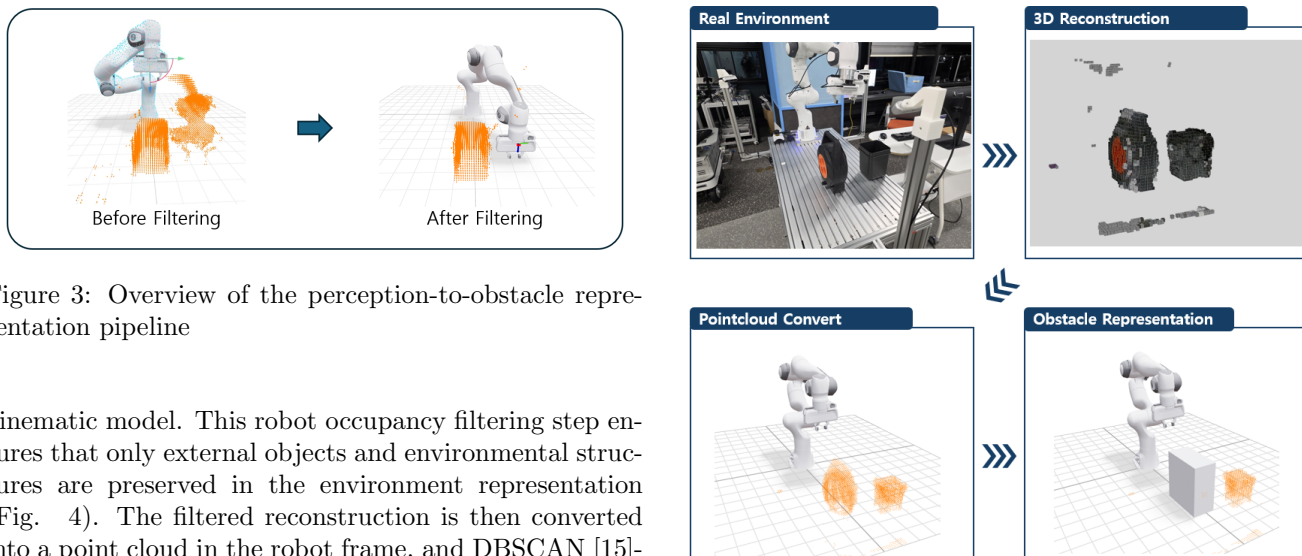 Before Filtering
After Filtering
igure 3: Overview of the perception-to-obstacle repre-
entation pipeline
inematic model. This robot occupancy filtering step en-
ures that only external objects and environmental struc-
ures are preserved in the environment representation
Fig. 4). The filtered reconstruction is then converted
nto a point cloud in the robot frame, and DBSCAN [15]-
Real Environment
3D Reconstruction
Pointcloud Convert
Obstacle Representation